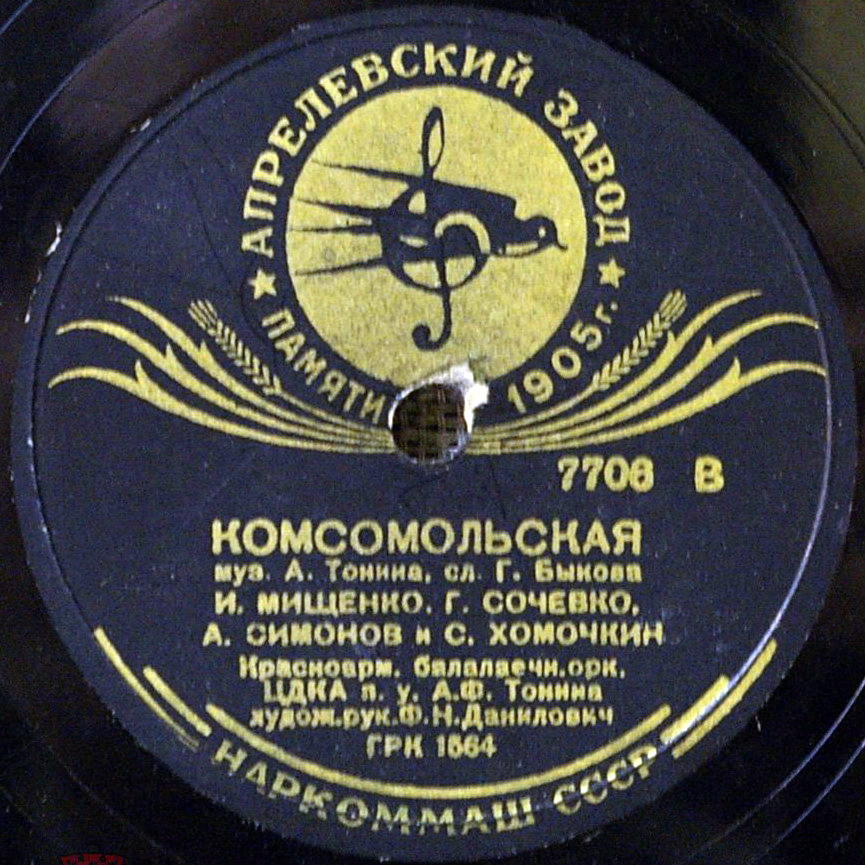 АПРЕЛЕВСКИЙ ЗАВОД
ПАМЯТИ 1905г.
7706 В
КОМСОМОЛЬСКАЯ
муз. А. Тонина, сл. Г. Быкова
И. МИЩЕНКО, Г. СОЧЕВКО,
А. СИМОНОВ и С. ХОМОЧКИН
Красноарм. балалаечн.орк.
ЦДКА п. у. А.Ф. Тонина
худож.рук.Ф.Н.Данилович
ГРК 1564
НАРКОММАШ СССР